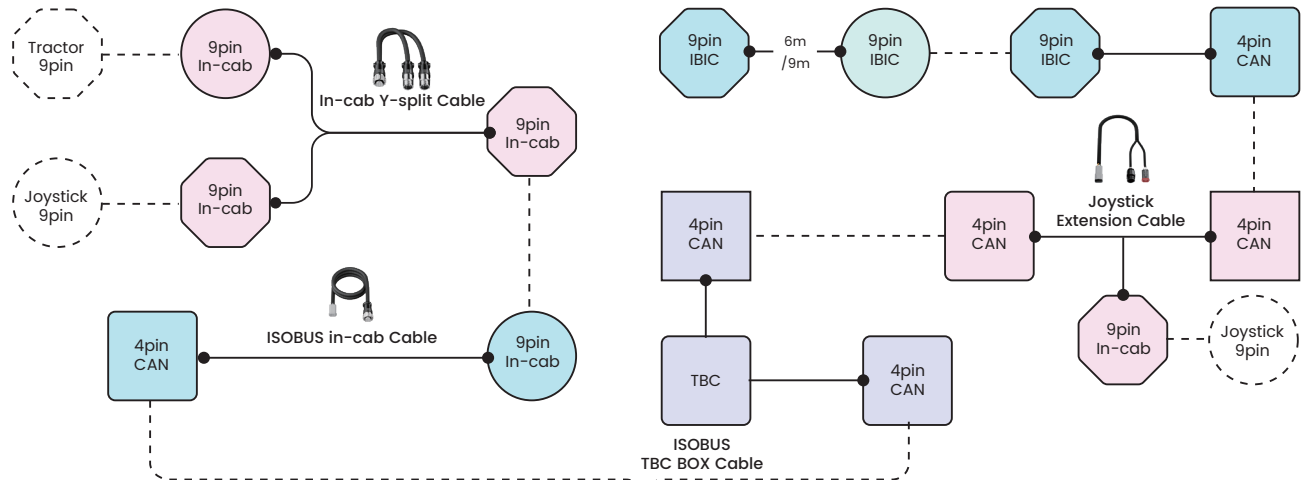 Tractor
9pin
9pin
In-cab
In-cab Y-split Cable
9pin
In-cab
Joystick
9pin
9pin
In-cab
ISOBUS in-cab Cable
4pin
CAN
9pin
In-cab
9pin
IBIC
6m
/9m
9pin
IBIC
9pin
IBIC
4pin
CAN
Joystick
Extension Cable
4pin
CAN
4pin
CAN
4pin
CAN
9pin
In-cab
Joystick
9pin
TBC
4pin
CAN
ISOBUS
TBC BOX Cable